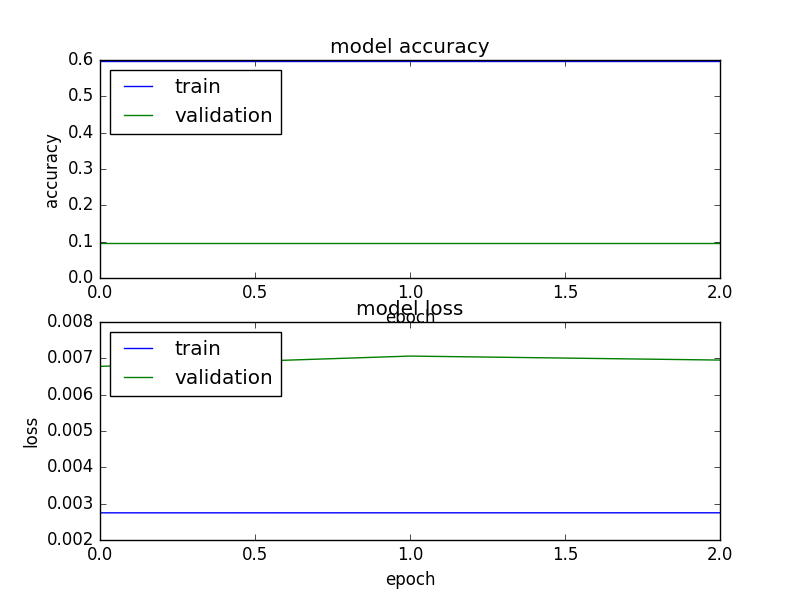 model accuracy
0.6
0.5
0.4
0.3
0.2
0.1
0.0
accuracy
train
validation
0.0 0.5 1.0 1.5 2.0
epoch
model loss
0.008
0.007
0.006
0.005
0.004
0.003
0.002
loss
train
validation
0.0 0.5 1.0 1.5 2.0
epoch